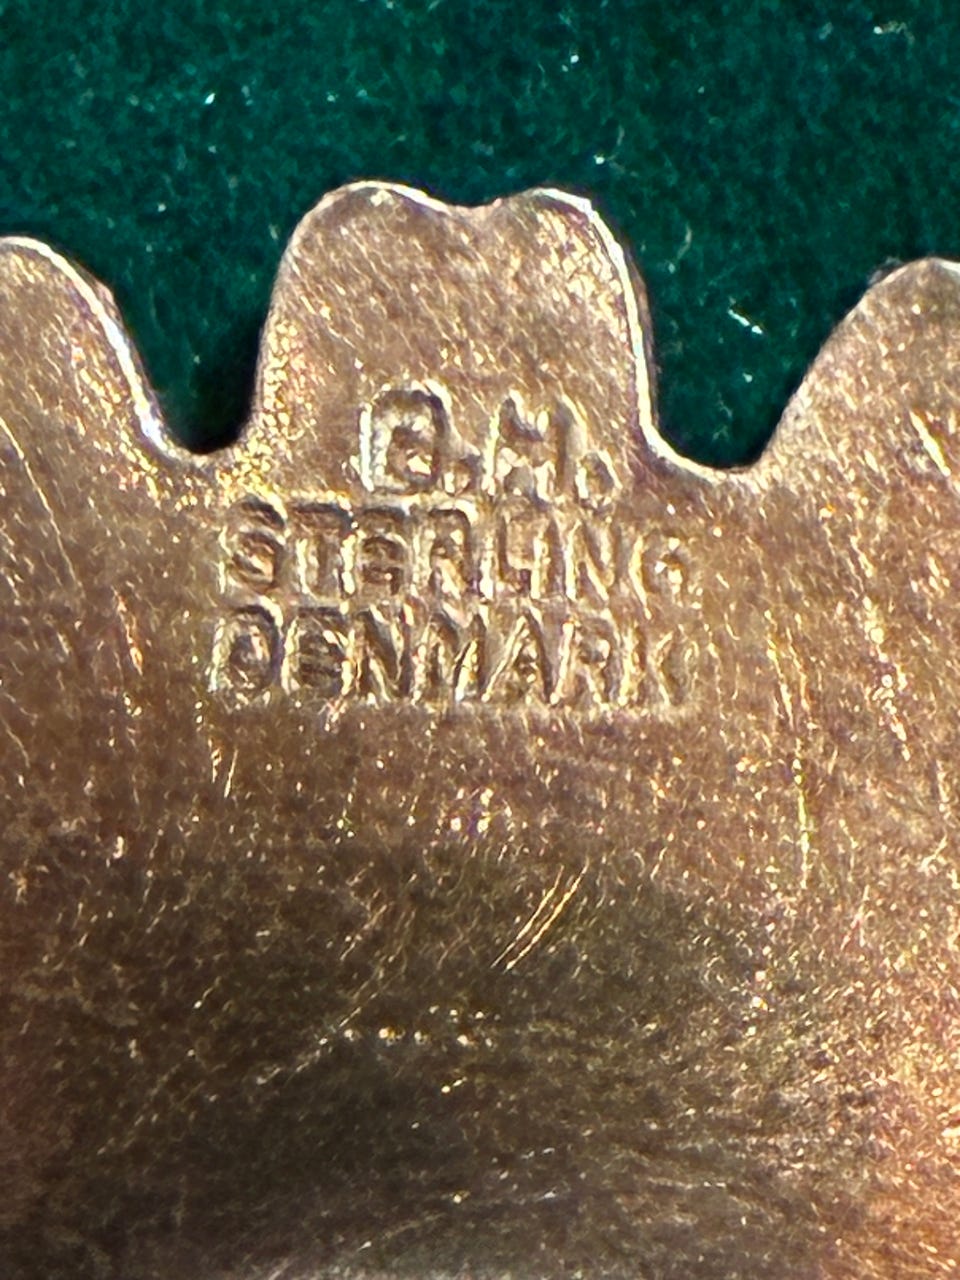 B.H.
STERLING
DENMARK